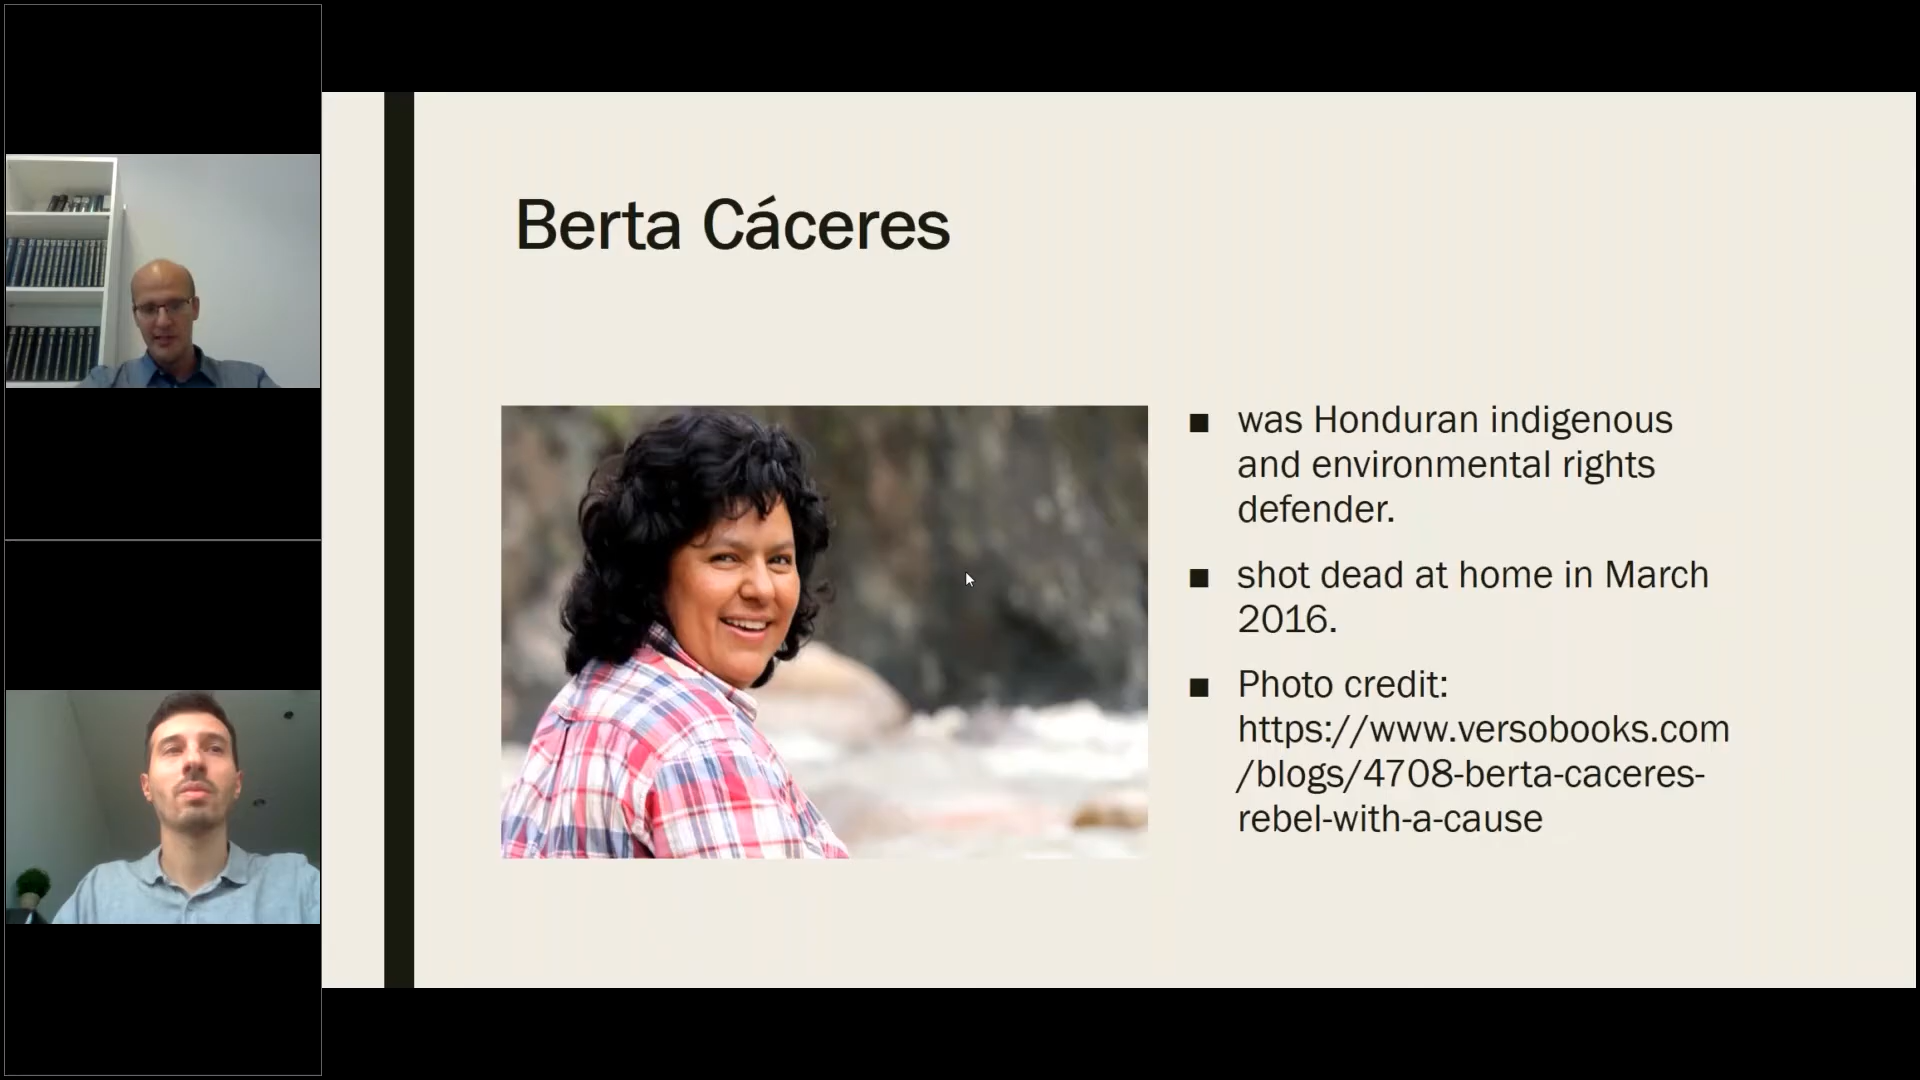 Berta Cáceres
■ was Honduran indigenous
and environmental rights
defender.
■ shot dead at home in March
2016.
■ Photo credit:
https://www.versobooks.com
/blogs/4708-berta-caceres-
rebel-with-a-cause